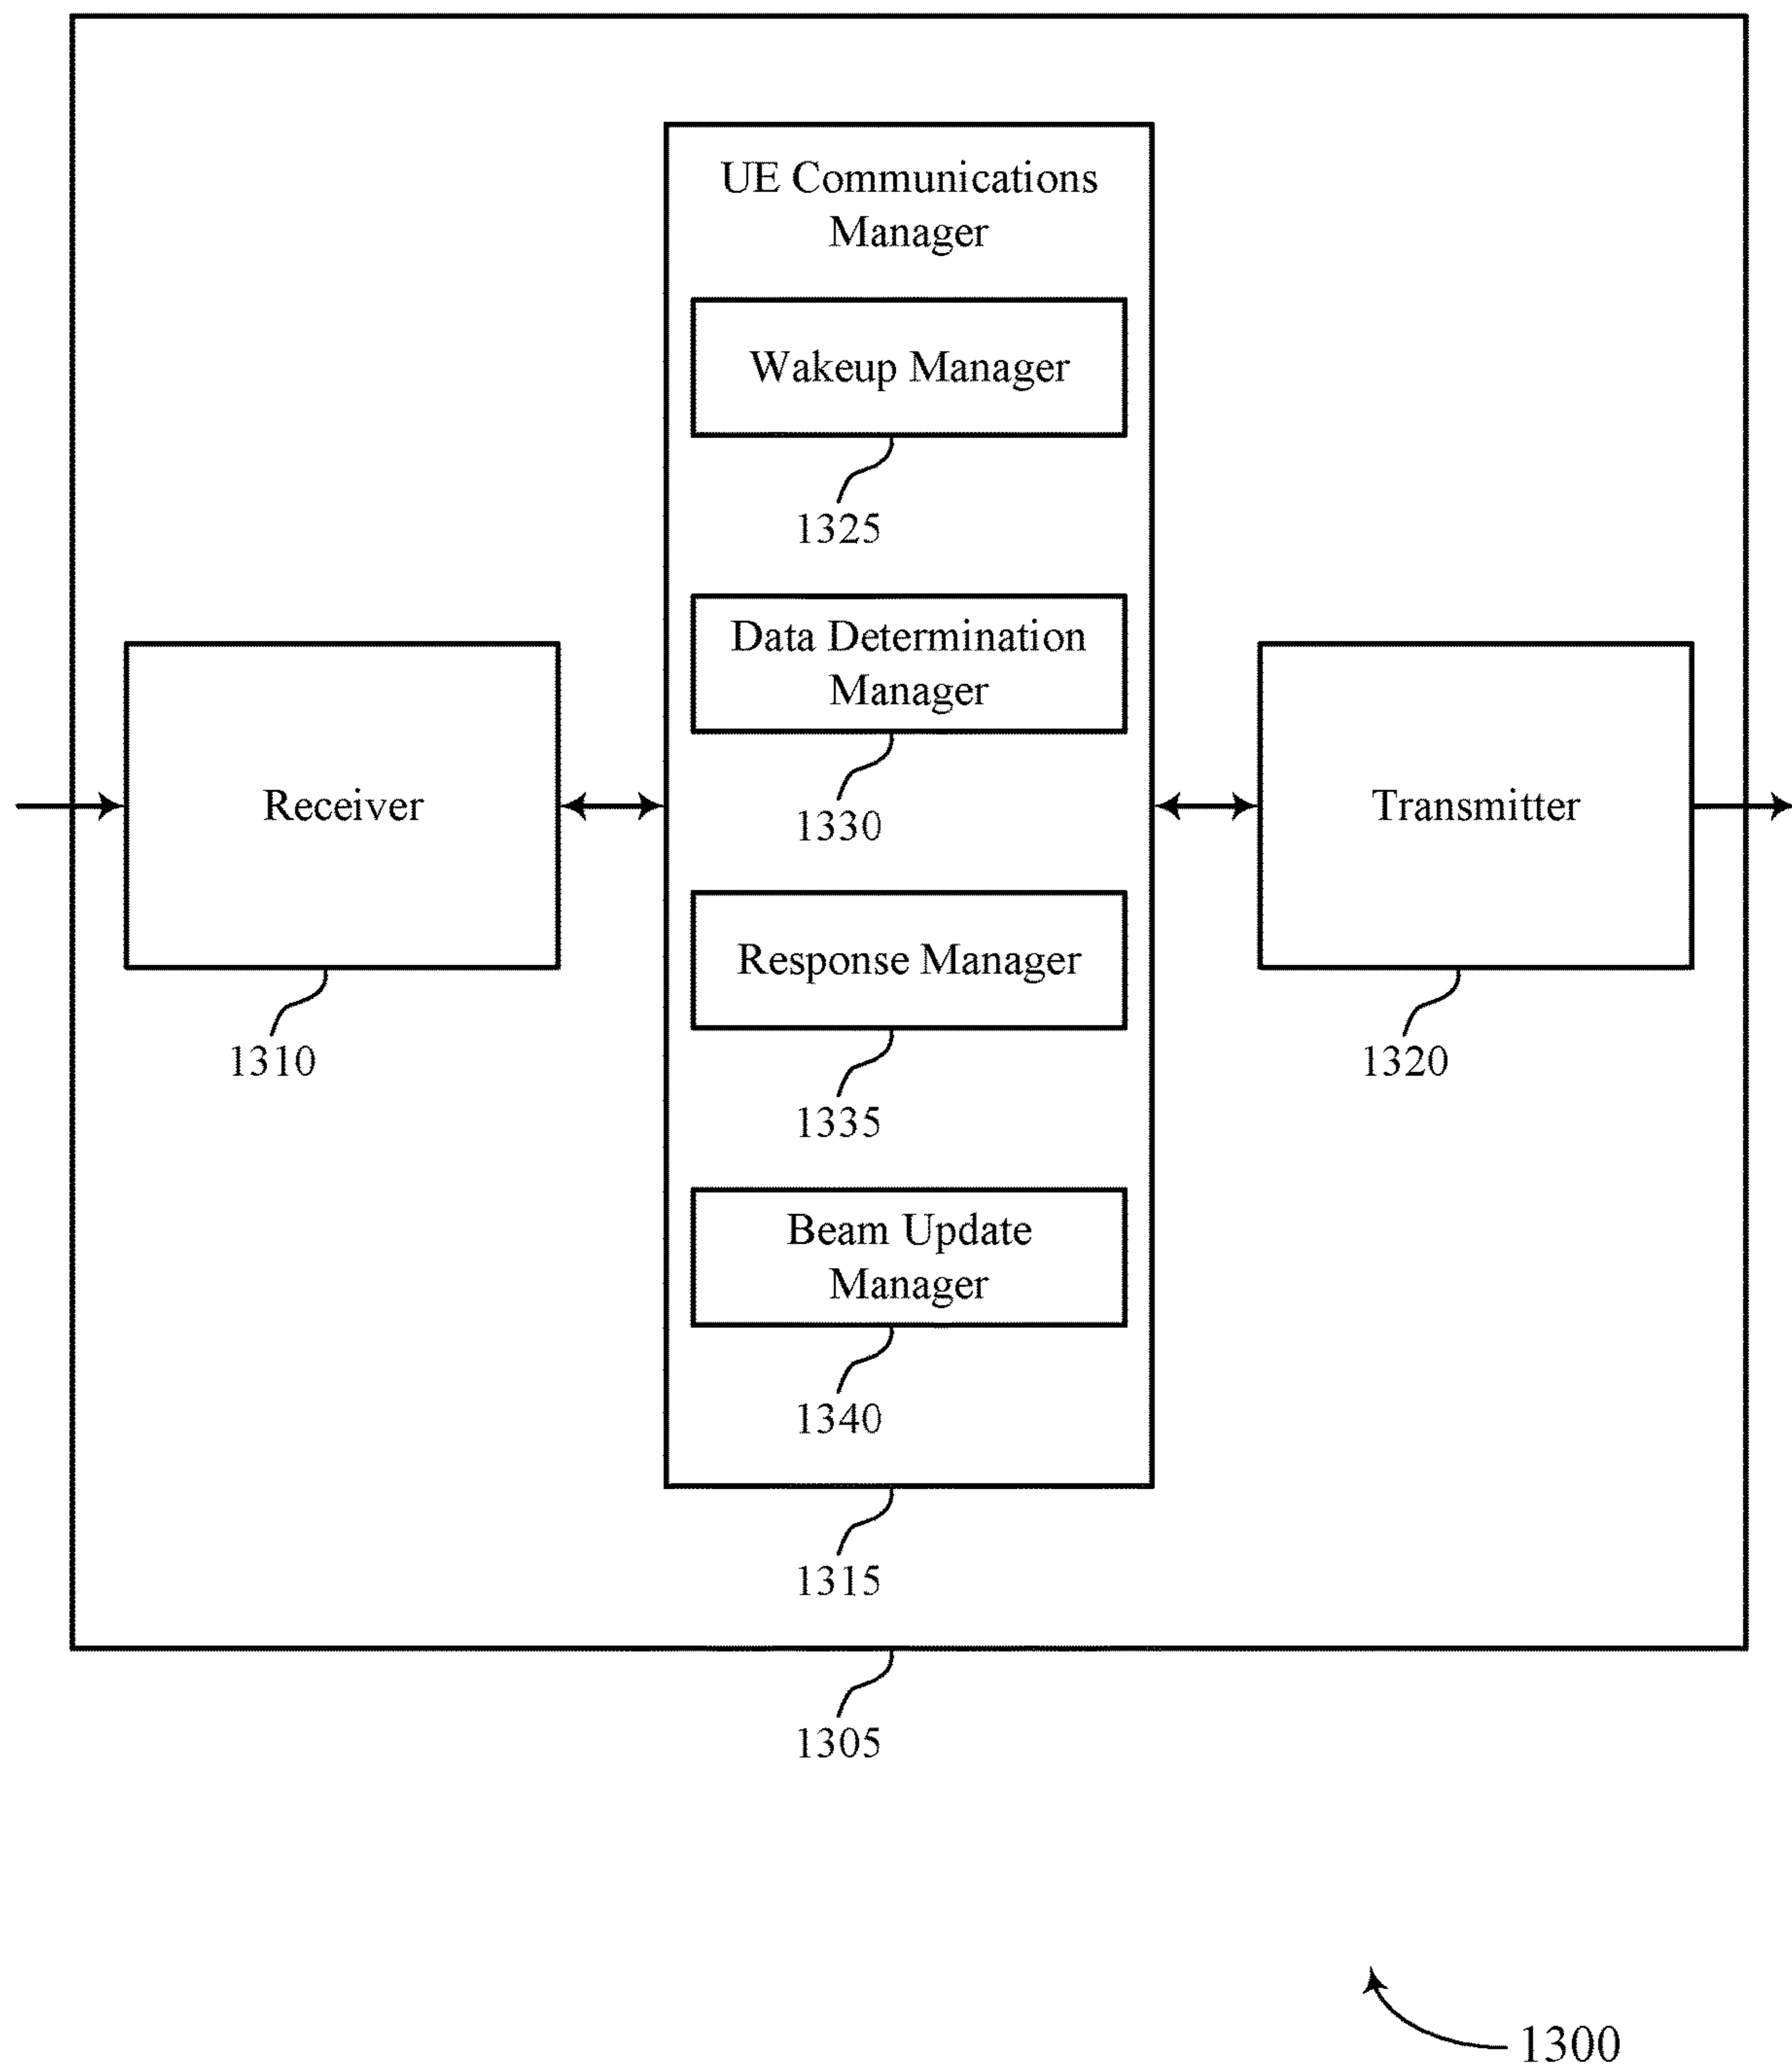 UE Communications
Manager
Wakeup Manager
1325
Data Determination
Manager
1330
Receiver
1310
Transmitter
1320
Response Manager
1335
Beam Update
Manager
1340
1315
1305
1300